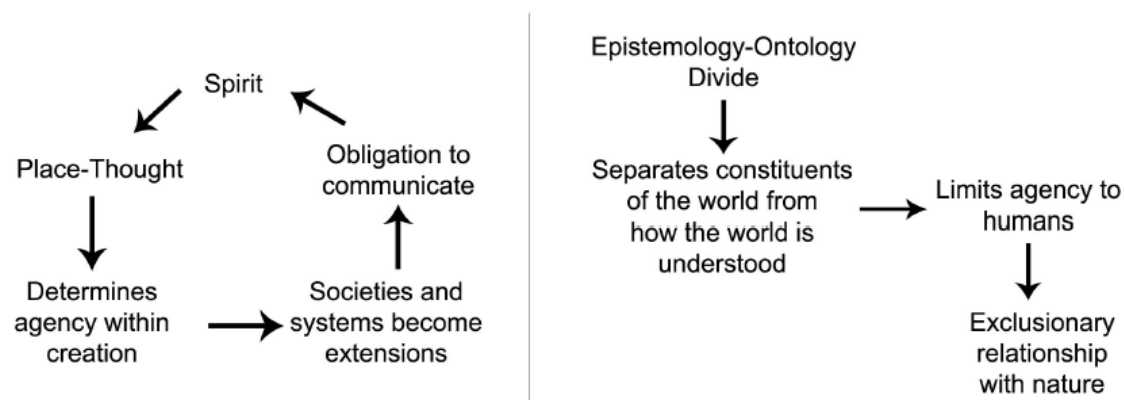 Spirit
Place-Thought
Determines
agency within
creation
Societies and
systems become
extensions
Obligation to
communicate
Epistemology-Ontology
Divide
Separates constituents
of the world from
how the world is
understood
Limits agency to
humans
Exclusionary
relationship
with nature